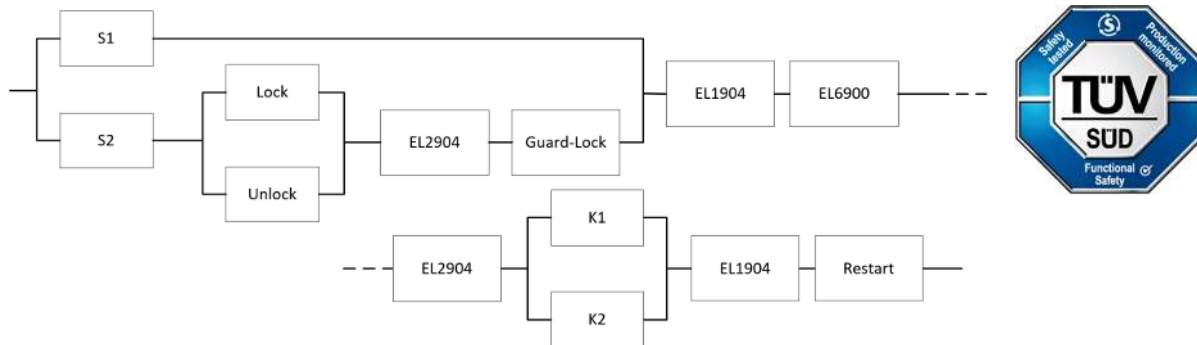 S1
Lock
S2
Unlock
EL2904
Guard-Lock
EL1904
EL6900
Safety tested
Production monitored
S
TÜV
SÜD
Functional
Safety
EL2904
K1
K2
EL1904
Restart